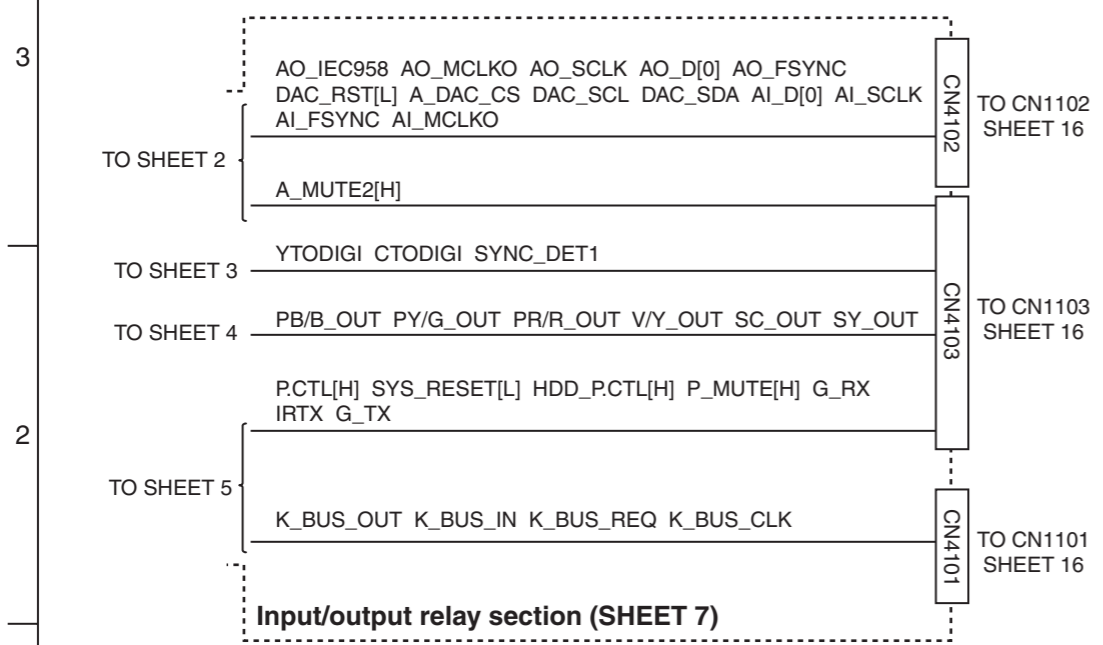 3
AO_IEC958 AO_MCLKO AO_SCLK AO_D[0] AO_FSYNC
DAC_RST[L] A_DAC_CS DAC_SCL DAC_SDA AI_D[0] AI_SCLK
AI_FSYNC AI_MCLKO
CN4102
TO CN1102
SHEET 16
TO SHEET 2
A_MUTE2[H]
TO SHEET 3
YTODIGI CTODIGI SYNC_DET1
CN4103
TO CN1103
SHEET 16
TO SHEET 4
PB/B_OUT PY/G_OUT PR/R_OUT V/Y_OUT SC_OUT SY_OUT
P.CTL[H] SYS_RESET[L] HDD_P.CTL[H] P_MUTE[H] G_RX
IRTX G_TX
2
TO SHEET 5
K_BUS_OUT K_BUS_IN K_BUS_REQ K_BUS_CLK
CN4101
TO CN1101
SHEET 16
Input/output relay section (SHEET 7)